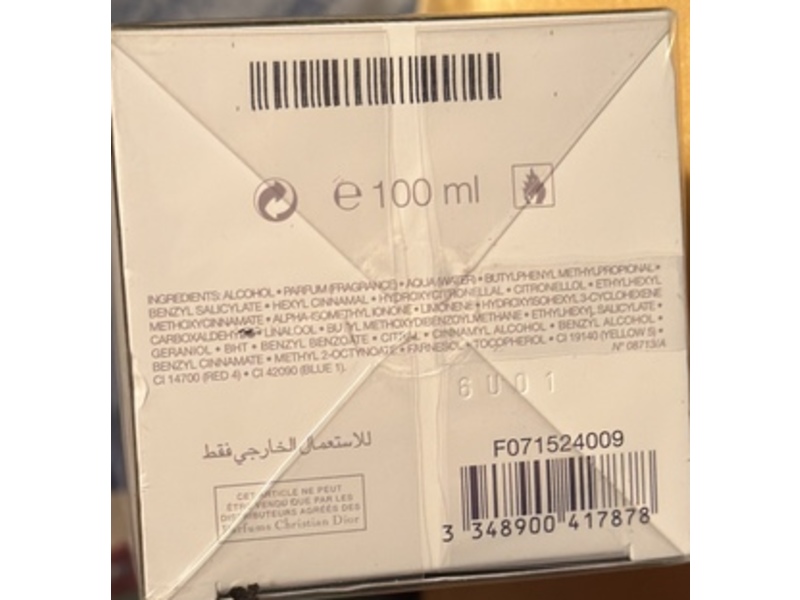 ℮ 100 ml
INGREDIENTS: ALCOHOL • PARFUM (FRAGRANCE) • AQUA (WATER) • BUTYLPHENYL METHYLPROPIONAL •
BENZYL SALICYLATE • HEXYL CINNAMAL • HYDROXYCITRONELLAL • CITRONELLOL • ETHYLHEXYL
METHOXYCINNAMATE • ALPHA-ISOMETHYL IONONE • LIMONENE • HYDROXYISOHEXYL 3-CYCLOHEXENE
CARBOXALDEHYDE • LINALOOL • BUTYL METHOXYDIBENZOYLMETHANE • ETHYLHEXYL SALICYLATE •
GERANIOL • BHT • BENZYL BENZOATE • CITRAL • CINNAMYL ALCOHOL • BENZYL ALCOHOL •
BENZYL CINNAMATE • METHYL 2-OCTYNOATE • FARNESOL • TOCOPHEROL • CI 19140 (YELLOW 5) •
CI 14700 (RED 4) • CI 42090 (BLUE 1).
N° 08713/A
6U01
للاستعمال الخارجي فقط
F071524009
CET ARTICLE NE PEUT
ÊTRE VENDU QUE PAR LES
DISTRIBUTEURS AGRÉÉS DES
Parfums Christian Dior
3 348900 417878